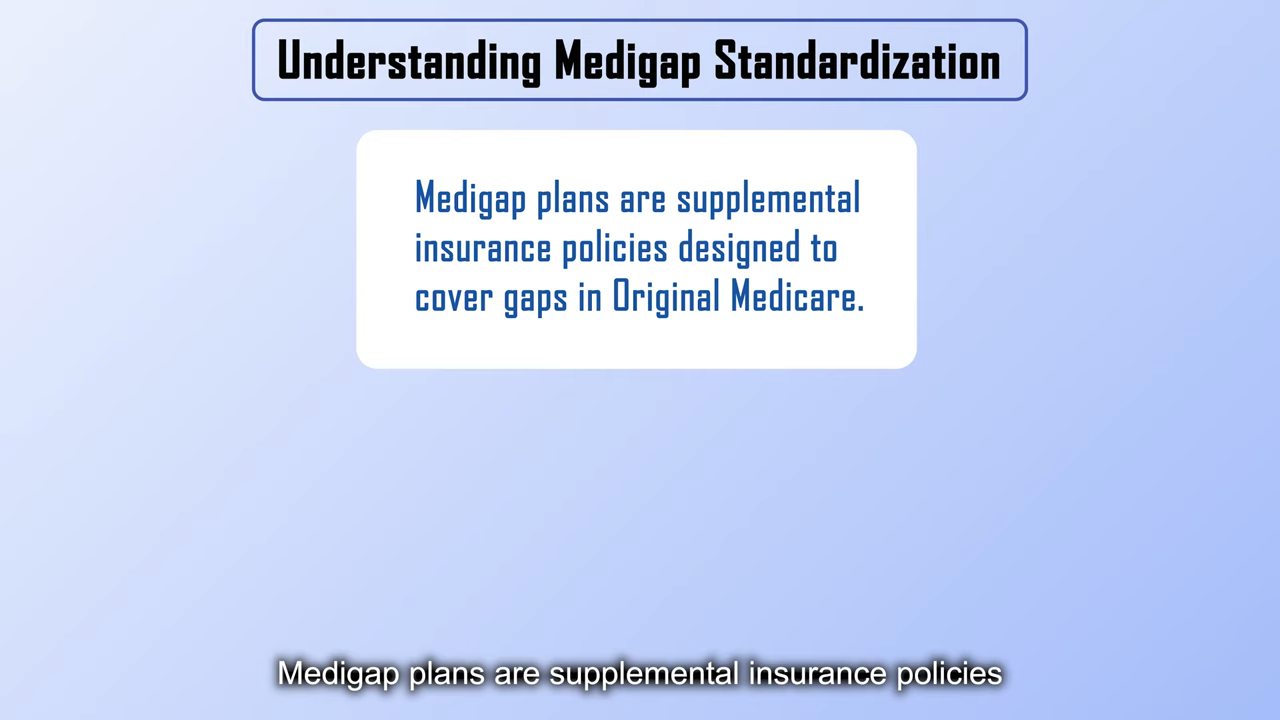 Understanding Medigap Standardization
Medigap plans are supplemental
insurance policies designed to
cover gaps in Original Medicare.
Medigap plans are supplemental insurance policies